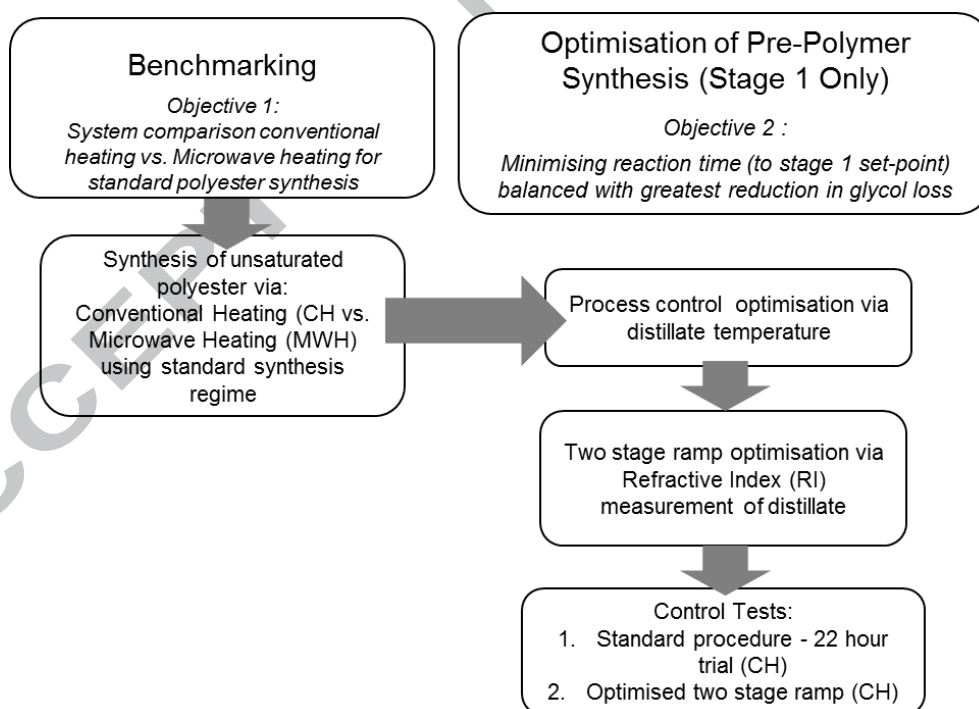 Benchmarking
Objective 1:
System comparison conventional
heating vs. Microwave heating for
standard polyester synthesis
Optimisation of Pre-Polymer
Synthesis (Stage 1 Only)
Objective 2 :
Minimising reaction time (to stage 1 set-point)
balanced with greatest reduction in glycol loss
Synthesis of unsaturated
polyester via:
Conventional Heating (CH vs.
Microwave Heating (MWH)
using standard synthesis
regime
Process control optimisation via
distillate temperature
Two stage ramp optimisation via
Refractive Index (RI)
measurement of distillate
Control Tests:
1. Standard procedure - 22 hour
trial (CH)
2. Optimised two stage ramp (CH)
CCEPT